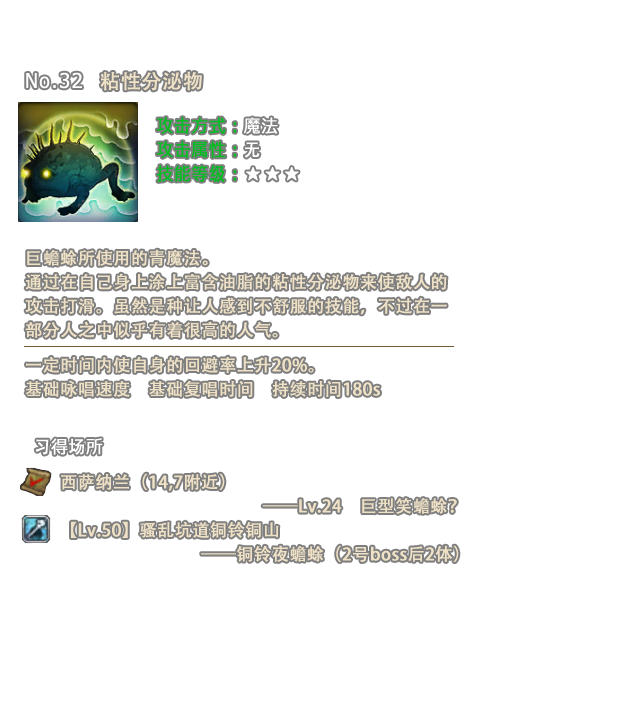 No.32 粘性分泌物
攻击方式：魔法
攻击属性：无
技能等级：☆☆☆
巨蟾蜍所使用的青魔法。
通过在自己身上涂上富含油脂的粘性分泌物来使敌人的
攻击打滑。虽然是种让人感到不舒服的技能，不过在一
部分人之中似乎有着很高的人气。
一定时间内使自身的回避率上升20%。
基础咏唱速度 基础复唱时间 持续时间180s
习得场所
西萨纳兰（14,7附近）
——Lv.24 巨型笑蟾蜍?
【Lv.50】骚乱坑道铜铃铜山
——铜铃夜蟾蜍（2号boss后2体）